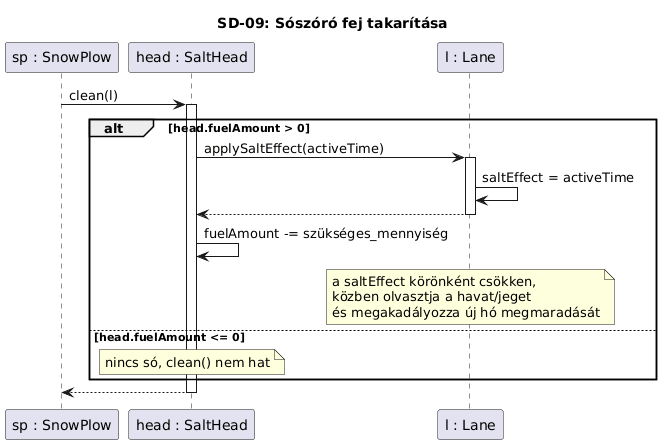 SD-09: Sószóró fej takarítása
sp : SnowPlow
head : SaltHead
l : Lane
clean(l)
alt
[head.fuelAmount > 0]
applySaltEffect(activeTime)
saltEffect = activeTime
fuelAmount -= szükséges_mennyiség
a saltEffect körönként csökken,
közben olvasztja a havat/jeget
és megakadályozza új hó megmaradását
[head.fuelAmount <= 0]
nincs só, clean() nem hat
sp : SnowPlow
head : SaltHead
l : Lane